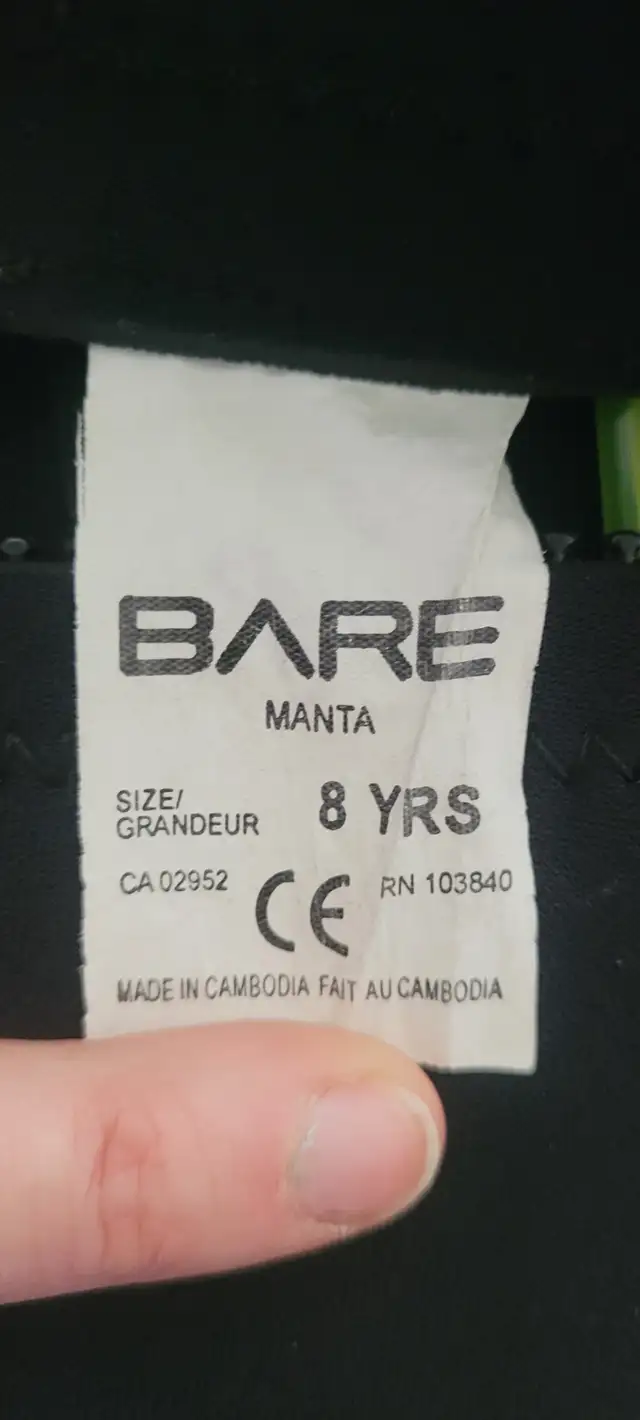 BARE
MANTA
SIZE/
GRANDEUR
8 YRS
CA 02952
CE
RN 103840
MADE IN CAMBODIA FAIT AU CAMBODIA